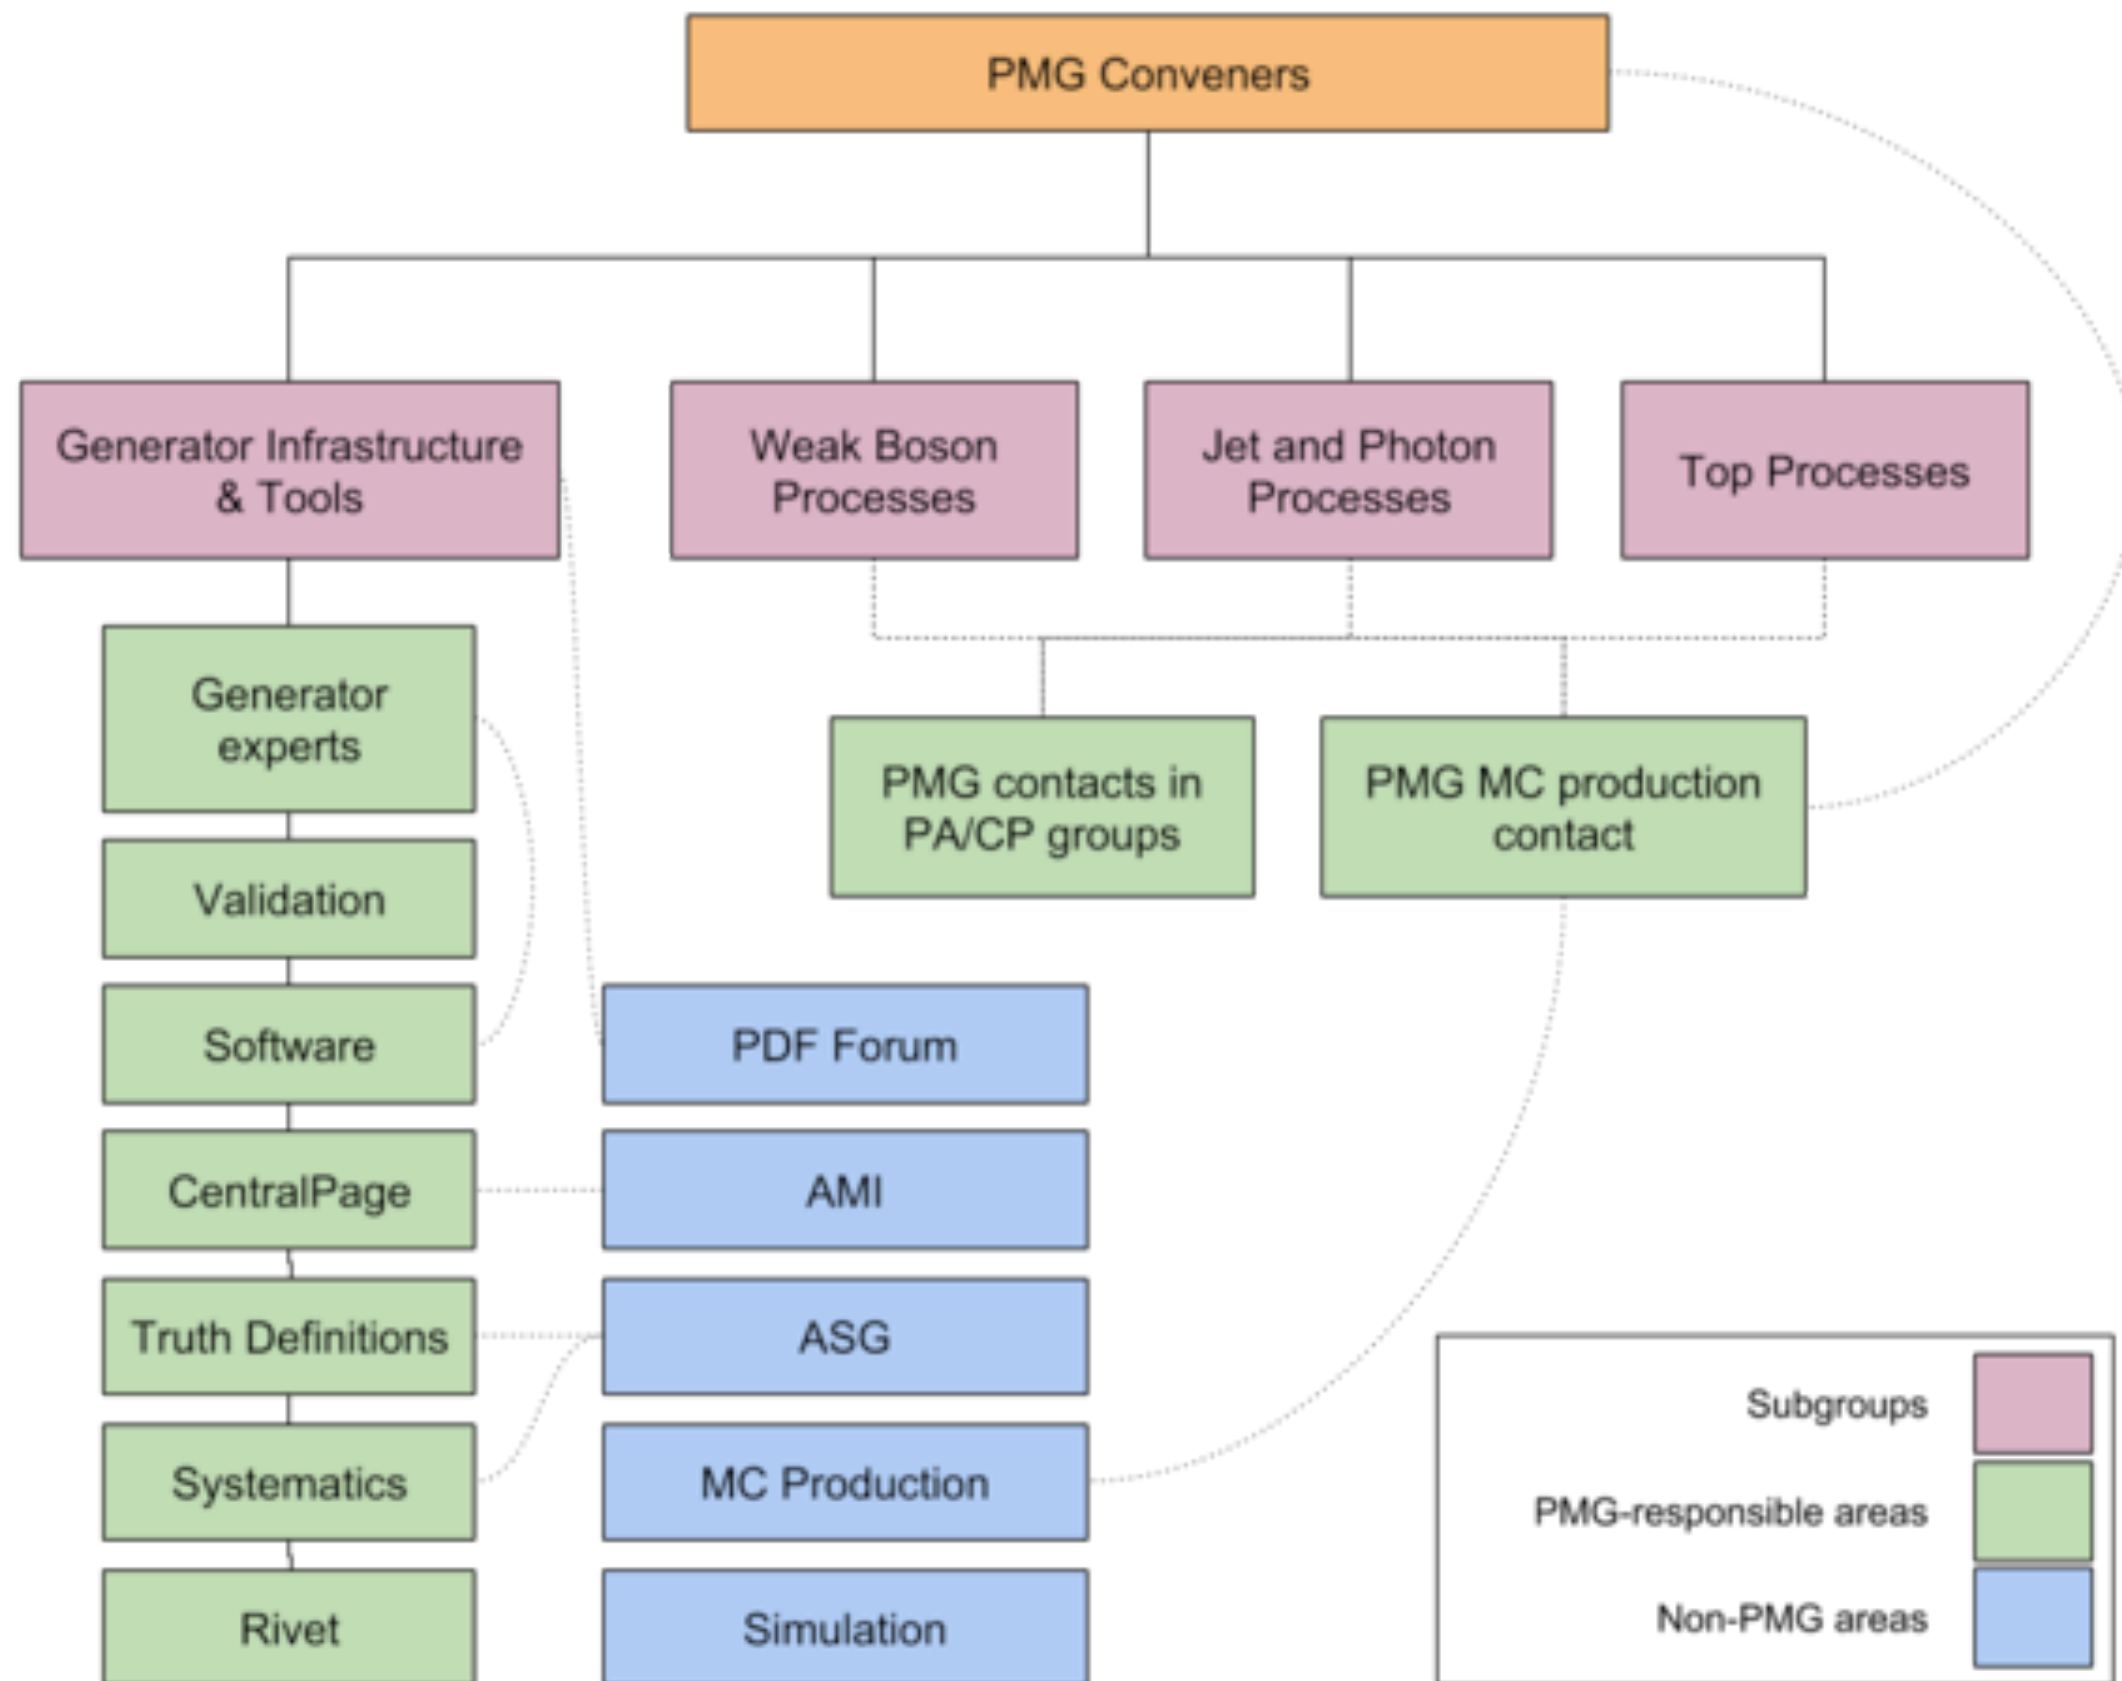 PMG Conveners
Generator Infrastructure
& Tools
Weak Boson
Processes
Jet and Photon
Processes
Top Processes
Generator
experts
PMG contacts in
PA/CP groups
PMG MC production
contact
Validation
Software
PDF Forum
CentralPage
AMI
Truth Definitions
ASG
Systematics
MC Production
Rivet
Simulation
Subgroups
PMG-responsible areas
Non-PMG areas